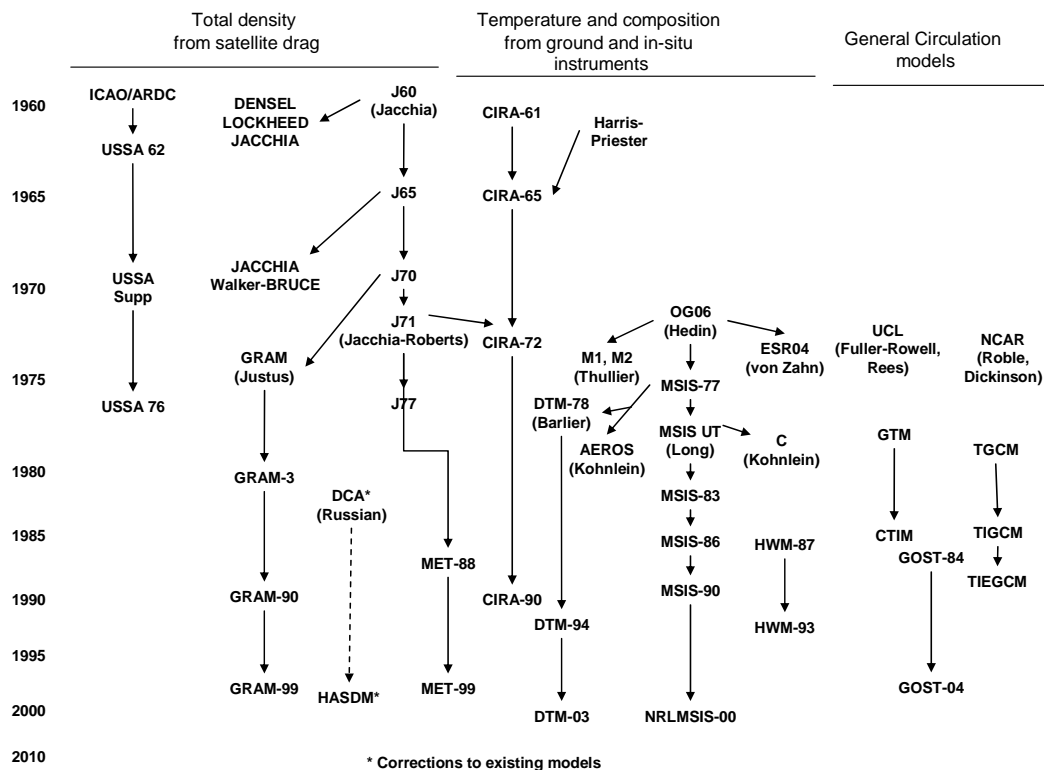 Total density
from satellite drag
Temperature and composition
from ground and in-situ
instruments
General Circulation
models
1960
ICAO/ARDC
USSA 62
DENSEL
LOCKHEED
JACCHIA
J60
(Jacchia)
CIRA-61
Harris-
Priester
1965
J65
CIRA-65
1970
USSA
Supp
JACCHIA
Walker-BRUCE
J70
J71
(Jacchia-Roberts)
CIRA-72
OG06
(Hedin)
M1, M2
(Thullier)
ESR04
(von Zahn)
UCL
(Fuller-Rowell,
Rees)
NCAR
(Roble,
Dickinson)
1975
GRAM
(Justus)
USSA 76
J77
MSIS-77
DTM-78
(Barlier)
AEROS
(Kohnlein)
MSIS UT
(Long)
C
(Kohnlein)
GTM
TGCM
1980
GRAM-3
DCA*
(Russian)
MSIS-83
1985
MET-88
MSIS-86
HWM-87
CTIM
GOST-84
TIGCM
TIEGCM
1990
GRAM-90
CIRA-90
MSIS-90
DTM-94
HWM-93
1995
GRAM-99
HASDM*
MET-99
GOST-04
2000
DTM-03
NRLMSIS-00
2010
* Corrections to existing models